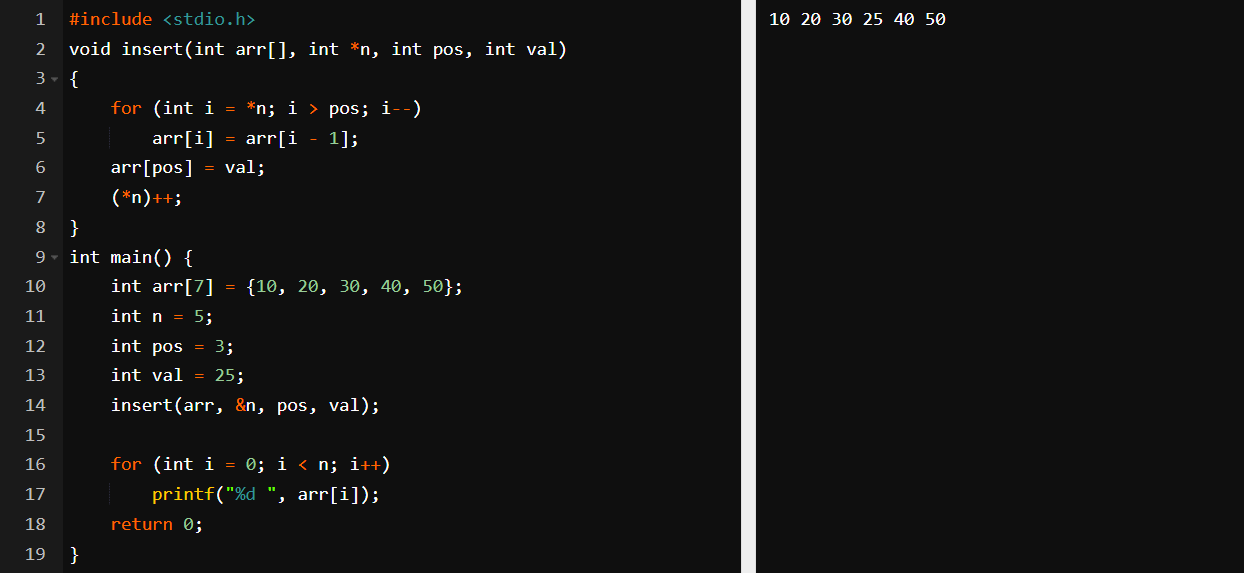 1 #include <stdio.h>
2 void insert(int arr[], int *n, int pos, int val)
3 {
4     for (int i = *n; i > pos; i--)
5         arr[i] = arr[i - 1];
6     arr[pos] = val;
7     (*n)++;
8 }
9 int main() {
10     int arr[7] = {10, 20, 30, 40, 50};
11     int n = 5;
12     int pos = 3;
13     int val = 25;
14     insert(arr, &n, pos, val);
15
16     for (int i = 0; i < n; i++)
17         printf("%d ", arr[i]);
18     return 0;
19 }
10 20 30 25 40 50